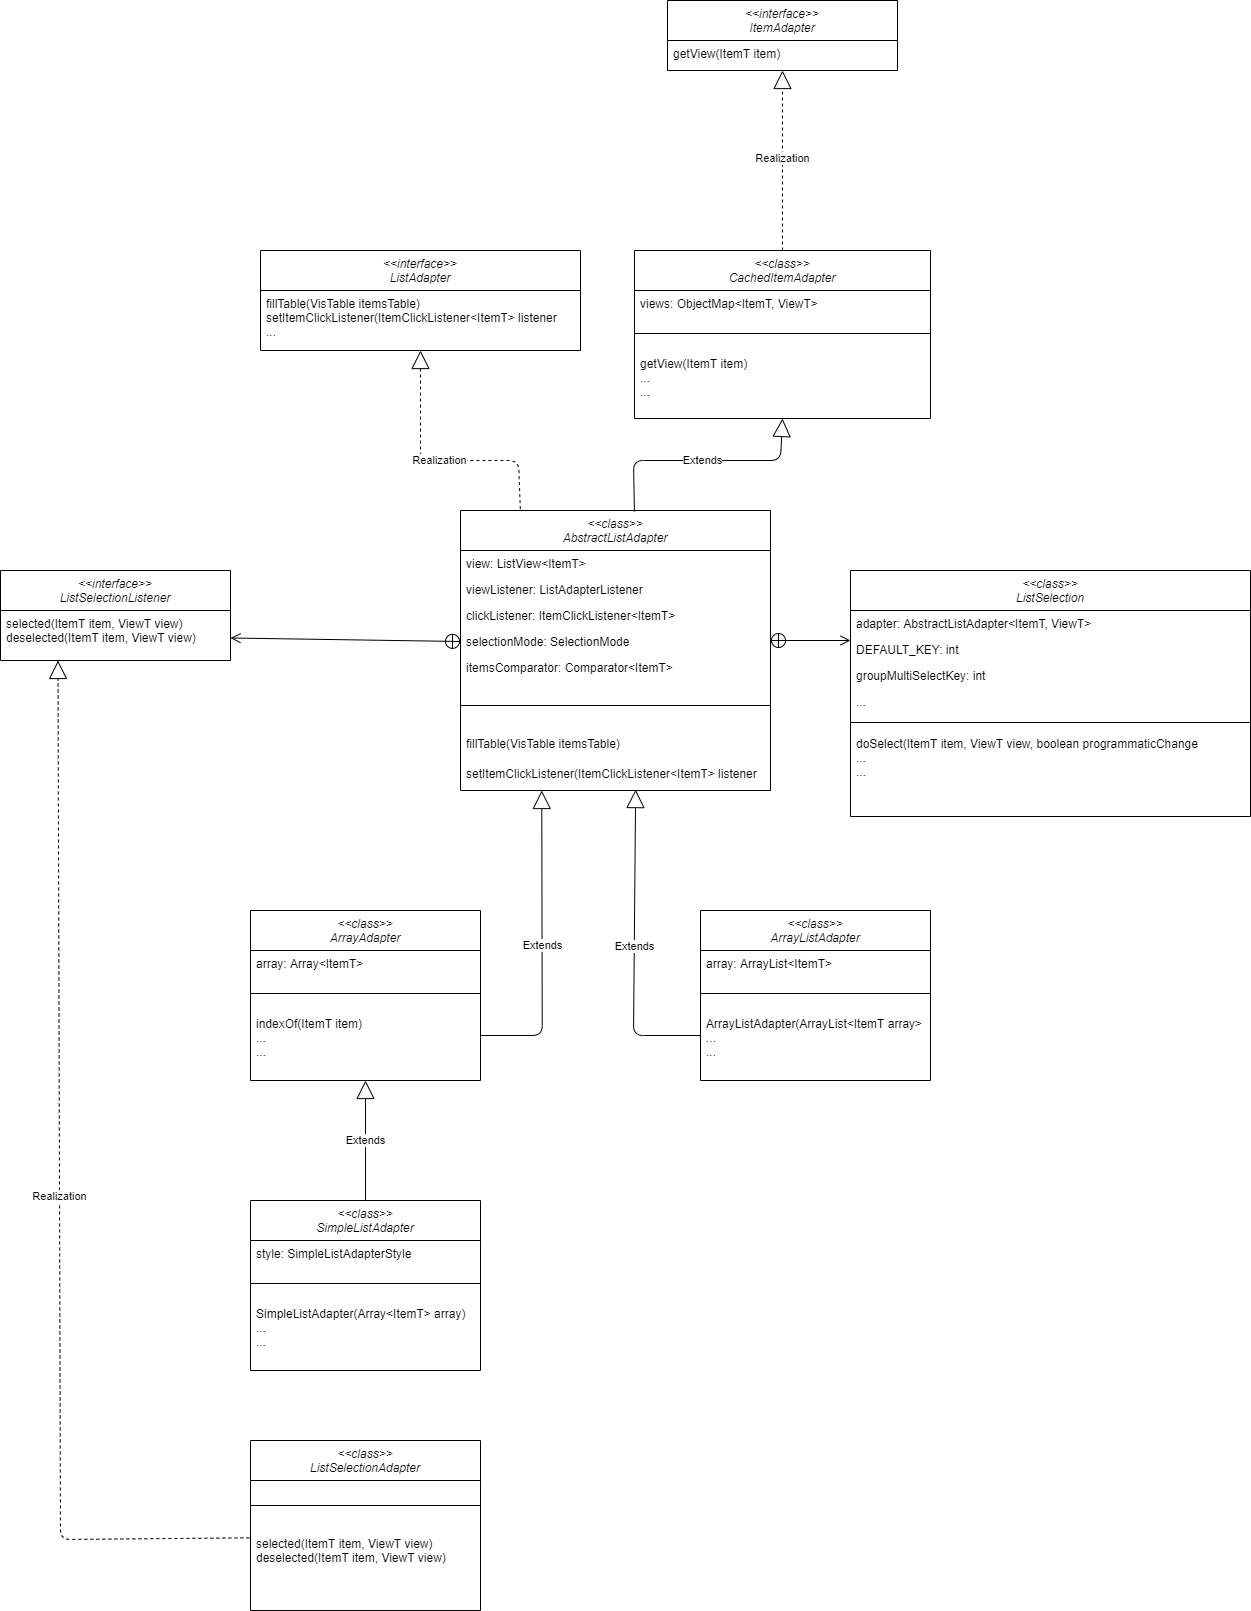 <<interface>>
ItemAdapter
getView(ItemT item)
Realization
<<interface>>
ListAdapter
fillTable(VisTable itemsTable)
setItemClickListener(ItemClickListener<ItemT> listener
...
<<class>>
CachedItemAdapter
views: ObjectMap<ItemT, ViewT>
getView(ItemT item)
...
...
Realization
Extends
<<class>>
AbstractListAdapter
view: ListView<ItemT>
viewListener: ListAdapterListener
clickListener: ItemClickListener<ItemT>
selectionMode: SelectionMode
itemsComparator: Comparator<ItemT>
fillTable(VisTable itemsTable)
setItemClickListener(ItemClickListener<ItemT> listener
<<interface>>
ListSelectionListener
selected(ItemT item, ViewT view)
deselected(ItemT item, ViewT view)
<<class>>
ListSelection
adapter: AbstractListAdapter<ItemT, ViewT>
DEFAULT_KEY: int
groupMultiSelectKey: int
...
doSelect(ItemT item, ViewT view, boolean programmaticChange
...
...
<<class>>
ArrayAdapter
array: Array<ItemT>
indexOf(ItemT item)
...
...
Extends
Extends
<<class>>
ArrayListAdapter
array: ArrayList<ItemT>
ArrayListAdapter(ArrayList<ItemT array>
...
...
Extends
Realization
<<class>>
SimpleListAdapter
style: SimpleListAdapterStyle
SimpleListAdapter(Array<ItemT> array)
...
...
<<class>>
ListSelectionAdapter
selected(ItemT item, ViewT view)
deselected(ItemT item, ViewT view)